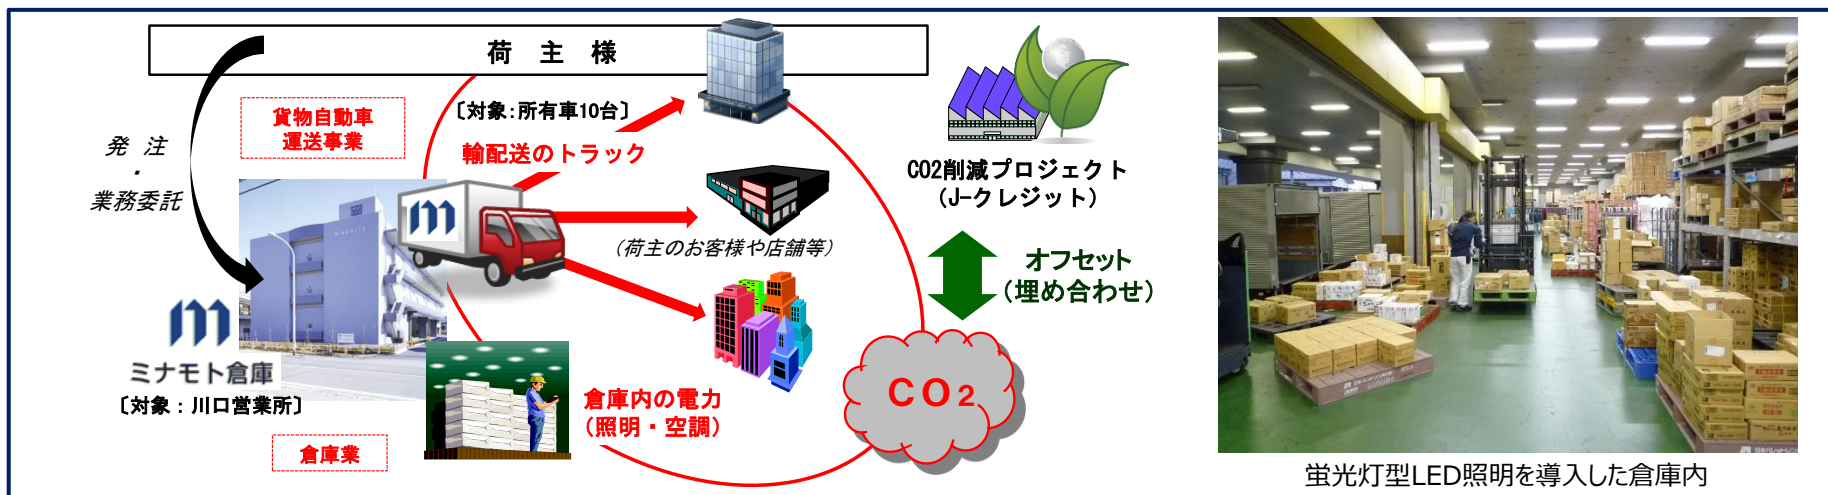 荷 主 様
発 注
・
業務委託
貨物自動車
運送事業
〔対象：所有車10台〕
輸配送のトラック
(荷主のお客様や店舗等)
CO2削減プロジェクト
（J-クレジット）
オフセット
（埋め合わせ）
ミナモト倉庫
〔対象：川口営業所〕
倉庫業
倉庫内の電力
（照明・空調）
CO2
蛍光灯型LED照明を導入した倉庫内